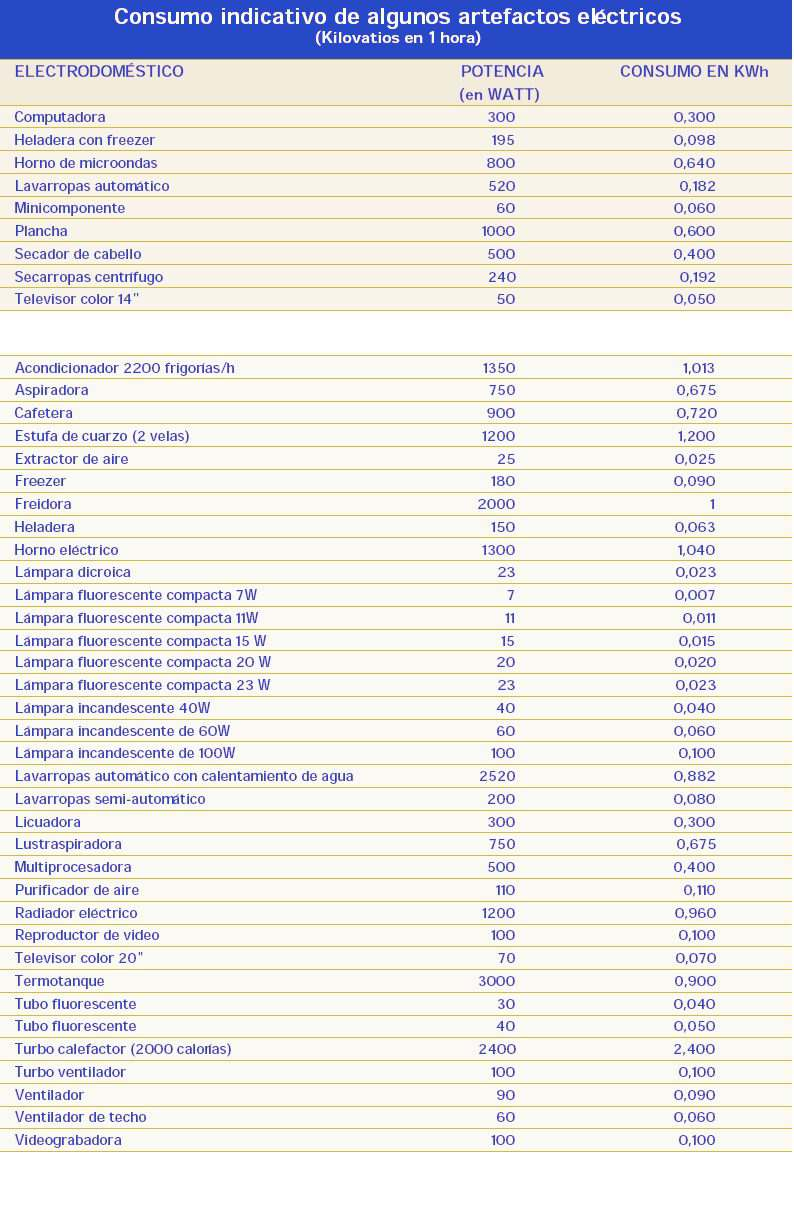 Consumo indicativo de algunos artefactos eléctricos
(Kilovatios en 1 hora)
ELECTRODOMÉSTICO POTENCIA CONSUMO EN KWh
(en WATT)
Computadora 300 0,300
Heladera con freezer 195 0,098
Horno de microondas 800 0,640
Lavarropas automático 520 0,182
Minicomponente 60 0,060
Plancha 1000 0,600
Secador de cabello 500 0,400
Secarropas centrífugo 240 0,192
Televisor color 14" 50 0,050
Acondicionador 2200 frigorías/h 1350 1,013
Aspiradora 750 0,675
Cafetera 900 0,720
Estufa de cuarzo (2 velas) 1200 1,200
Extractor de aire 25 0,025
Freezer 180 0,090
Freidora 2000 1
Heladera 150 0,063
Horno eléctrico 1300 1,040
Lámpara dicroica 23 0,023
Lámpara fluorescente compacta 7W 7 0,007
Lámpara fluorescente compacta 11W 11 0,011
Lámpara fluorescente compacta 15 W 15 0,015
Lámpara fluorescente compacta 20 W 20 0,020
Lámpara fluorescente compacta 23 W 23 0,023
Lámpara incandescente 40W 40 0,040
Lámpara incandescente de 60W 60 0,060
Lámpara incandescente de 100W 100 0,100
Lavarropas automático con calentamiento de agua 2520 0,882
Lavarropas semi-automático 200 0,080
Licuadora 300 0,300
Lustraspiradora 750 0,675
Multiprocesadora 500 0,400
Purificador de aire 110 0,110
Radiador eléctrico 1200 0,960
Reproductor de video 100 0,100
Televisor color 20" 70 0,070
Termotanque 3000 0,900
Tubo fluorescente 30 0,040
Tubo fluorescente 40 0,050
Turbo calefactor (2000 calorías) 2400 2,400
Turbo ventilador 100 0,100
Ventilador 90 0,090
Ventilador de techo 60 0,060
Videograbadora 100 0,100